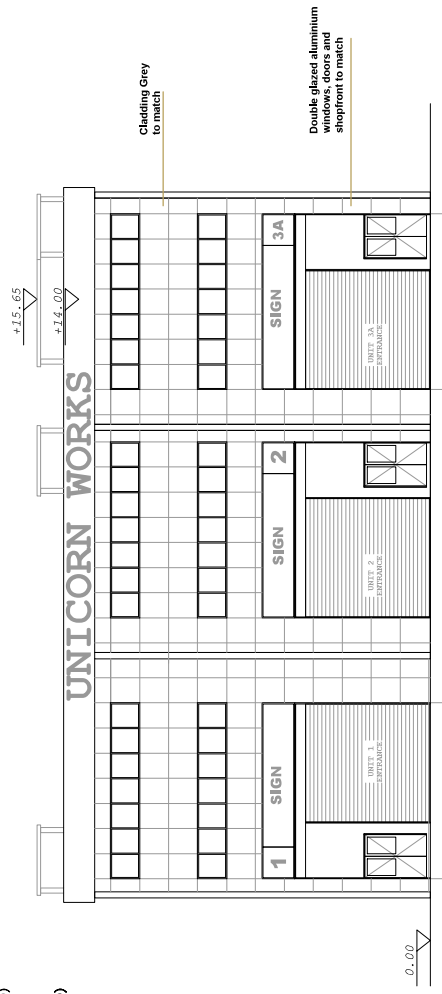 Cladding Grey
to match
Double glazed aluminium
windows, doors and
shopfront to match
+15.65
+14.00
UNICORN WORKS
1
SIGN
SIGN
2
SIGN
3A
UNIT 1
ENTRANCE
UNIT 2
ENTRANCE
UNIT 3A
ENTRANCE
0.00